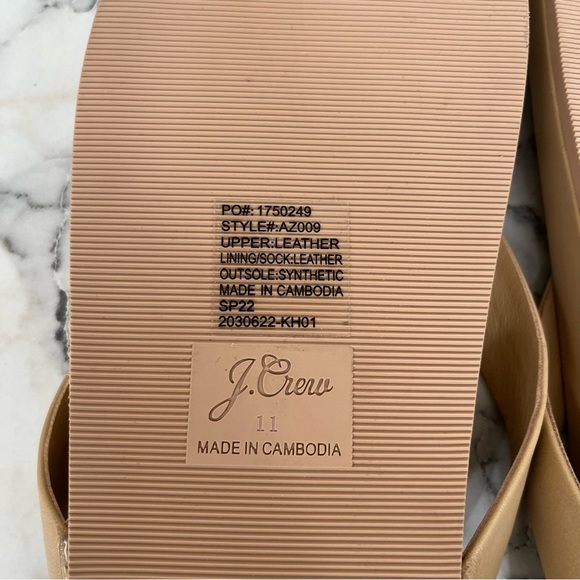 PO#: 1750249
STYLE#:AZ009
UPPER:LEATHER
LINING/SOCK:LEATHER
OUTSOLE:SYNTHETIC
MADE IN CAMBODIA
SP22
2030622-KH01
J.Crew
11
MADE IN CAMBODIA